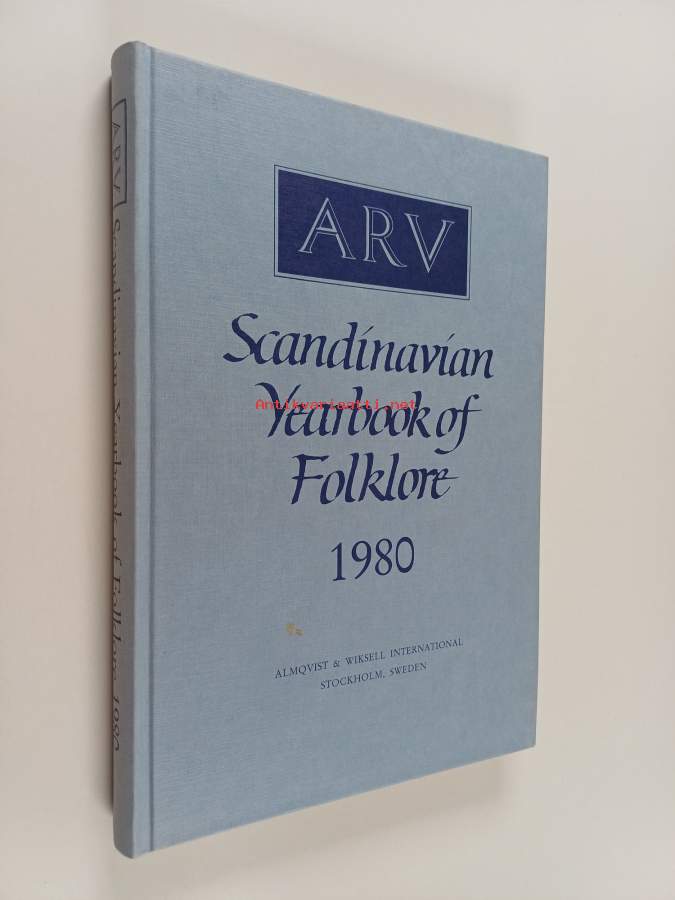 ARV
Scandinavian
Yearbook of
Folklore
1980
ALMQVIST & WIKSELL INTERNATIONAL
STOCKHOLM, SWEDEN
ARV Scandinavian Yearbook of Folklore 1980
Antikvariaatti.net